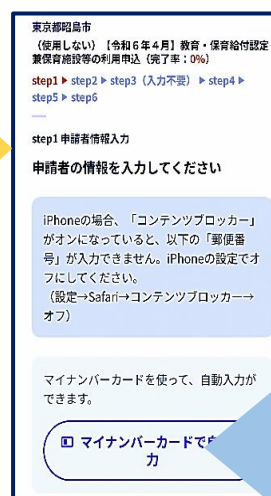 東京都昭島市
（使用しない）【令和６年４月】教育・保育給付認定
兼保育施設等の利用申込（完了率：0%）
step1 ▶ step2 ▶ step3（入力不要） ▶ step4 ▶
step5 ▶ step6
step1 申請者情報入力
申請者の情報を入力してください
iPhoneの場合、「コンテンツブロッカー」
がオンになっていると、以下の「郵便番
号」が入力できません。iPhoneの設定でオ
フにしてください。
（設定→Safari→コンテンツブロッカー→
オフ）
マイナンバーカードを使って、自動入力が
できます。
マイナンバーカードで
力